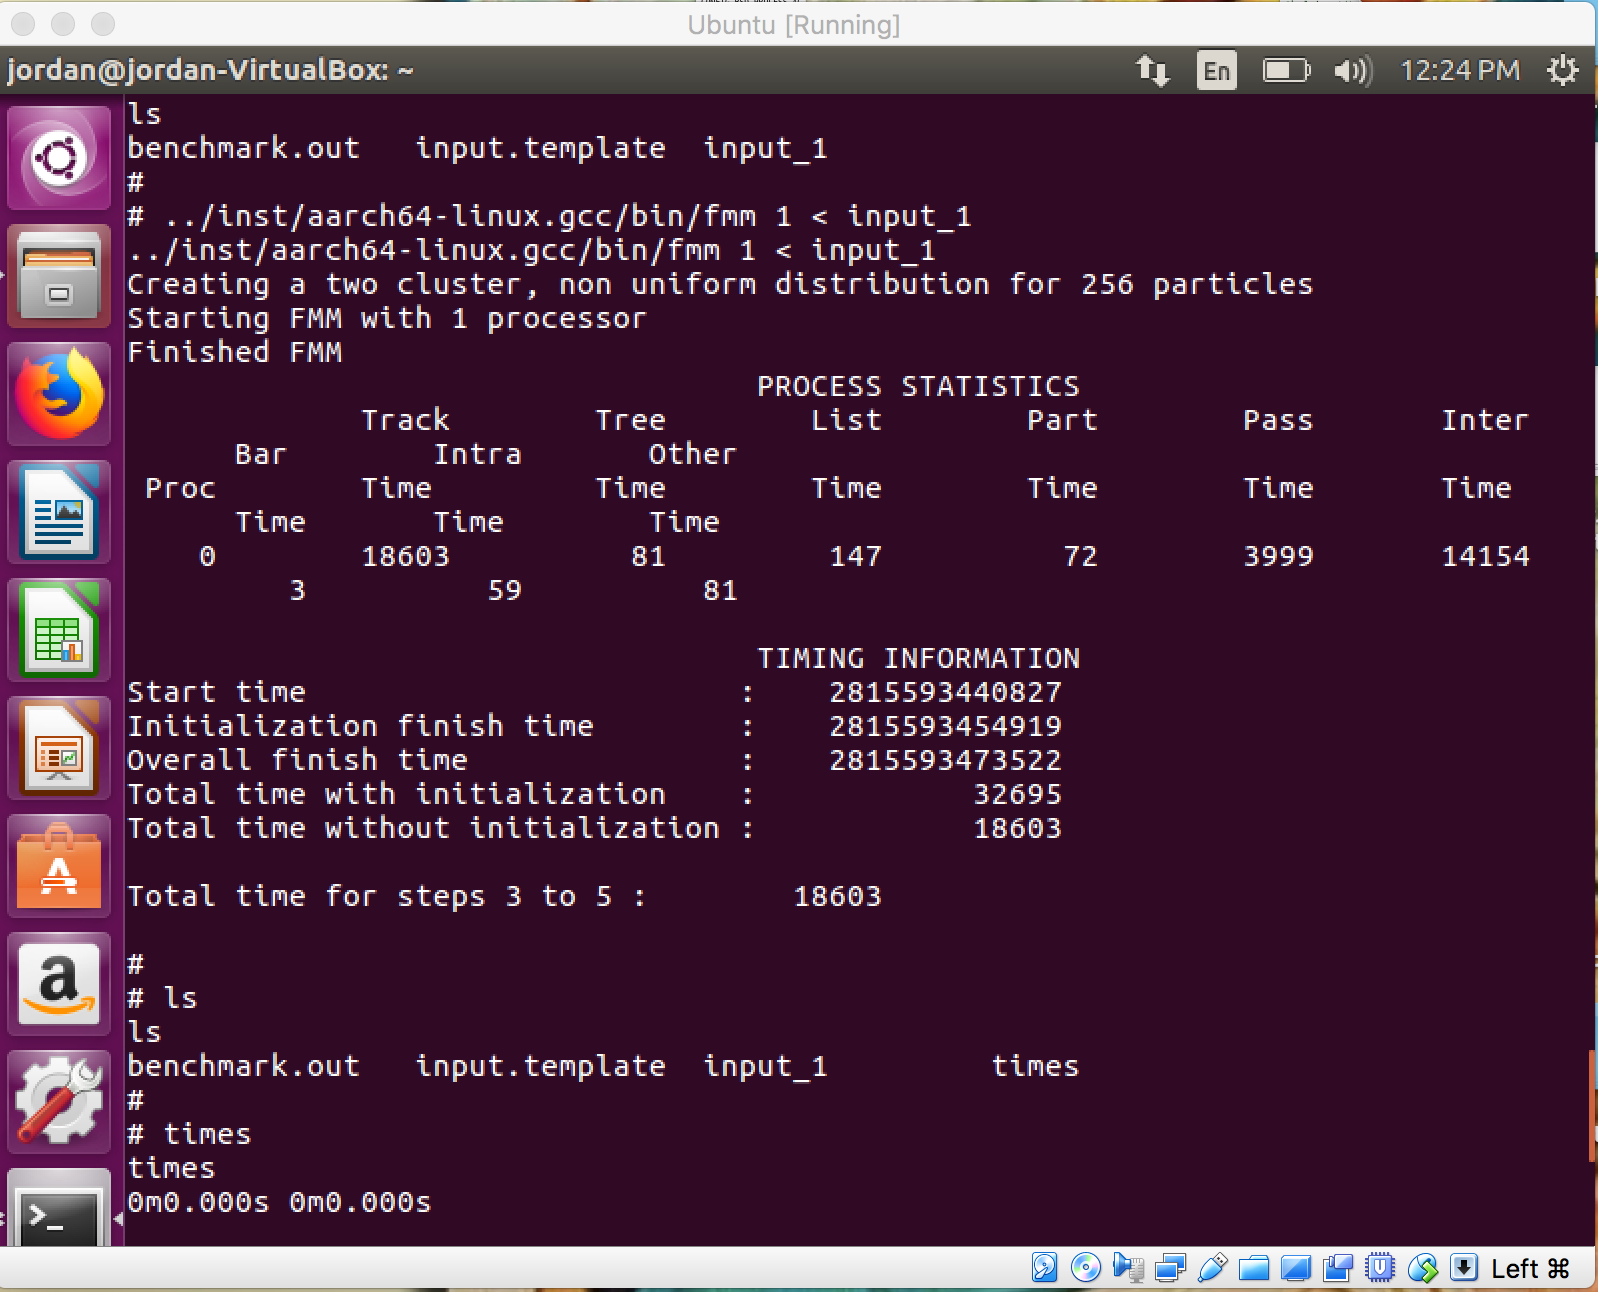 Ubuntu [Running]
jordan@jordan-VirtualBox: ~ En 12:24 PM
ls
benchmark.out input.template input_1
#
# ../inst/aarch64-linux.gcc/bin/fmm 1 < input_1
../inst/aarch64-linux.gcc/bin/fmm 1 < input_1
Creating a two cluster, non uniform distribution for 256 particles
Starting FMM with 1 processor
Finished FMM
PROCESS STATISTICS
Track Tree List Part Pass Inter
Bar Intra Other
Proc Time Time Time Time Time Time
Time Time Time
0 18603 81 147 72 3999 14154
3 59 81
TIMING INFORMATION
Start time : 2815593440827
Initialization finish time : 2815593454919
Overall finish time : 2815593473522
Total time with initialization : 32695
Total time without initialization : 18603
Total time for steps 3 to 5 : 18603
#
# ls
ls
benchmark.out input.template input_1 times
#
# times
times
0m0.000s 0m0.000s
Left ⌘